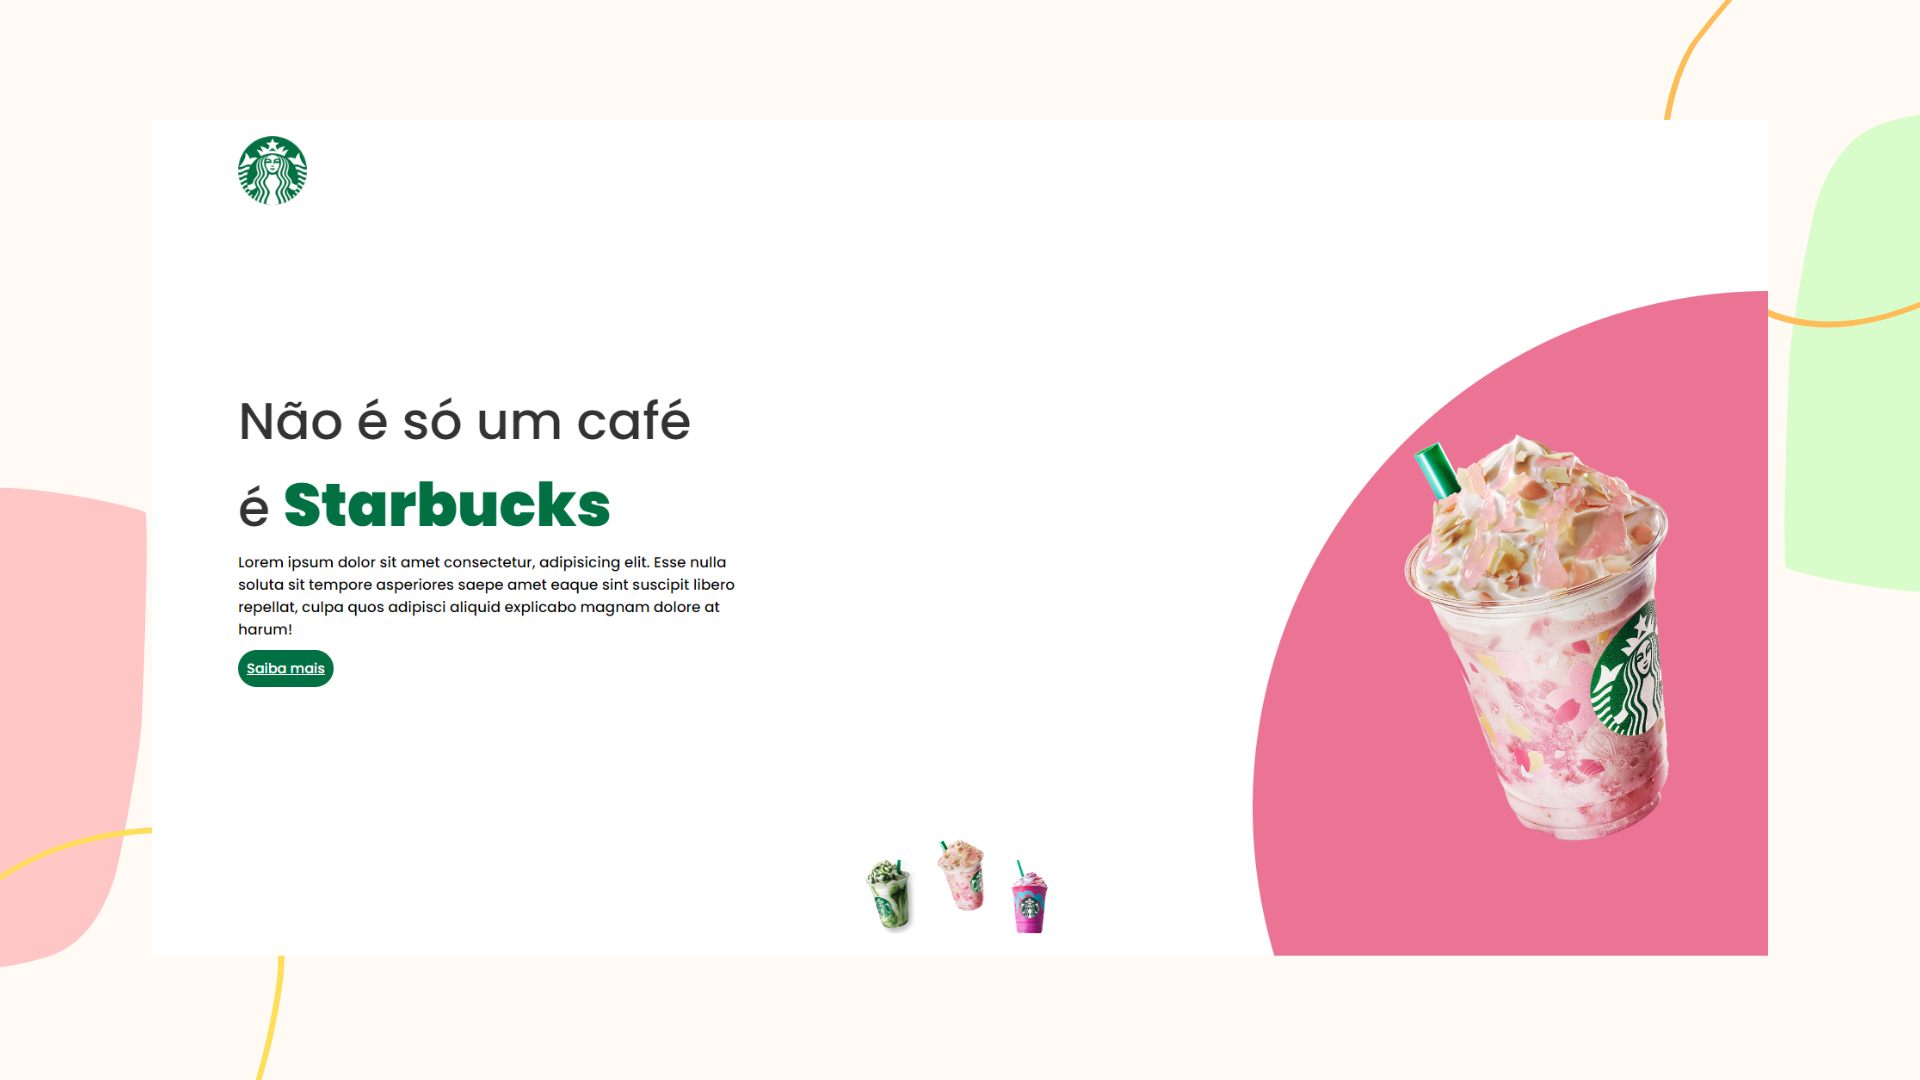 Não é só um café
é Starbucks
Lorem ipsum dolor sit amet consectetur, adipisicing elit. Esse nulla
soluta sit tempore asperiores saepe amet eaque sint suscipit libero
repellat, culpa quos adipisci aliquid explicabo magnam dolore at
harum!
Saiba mais